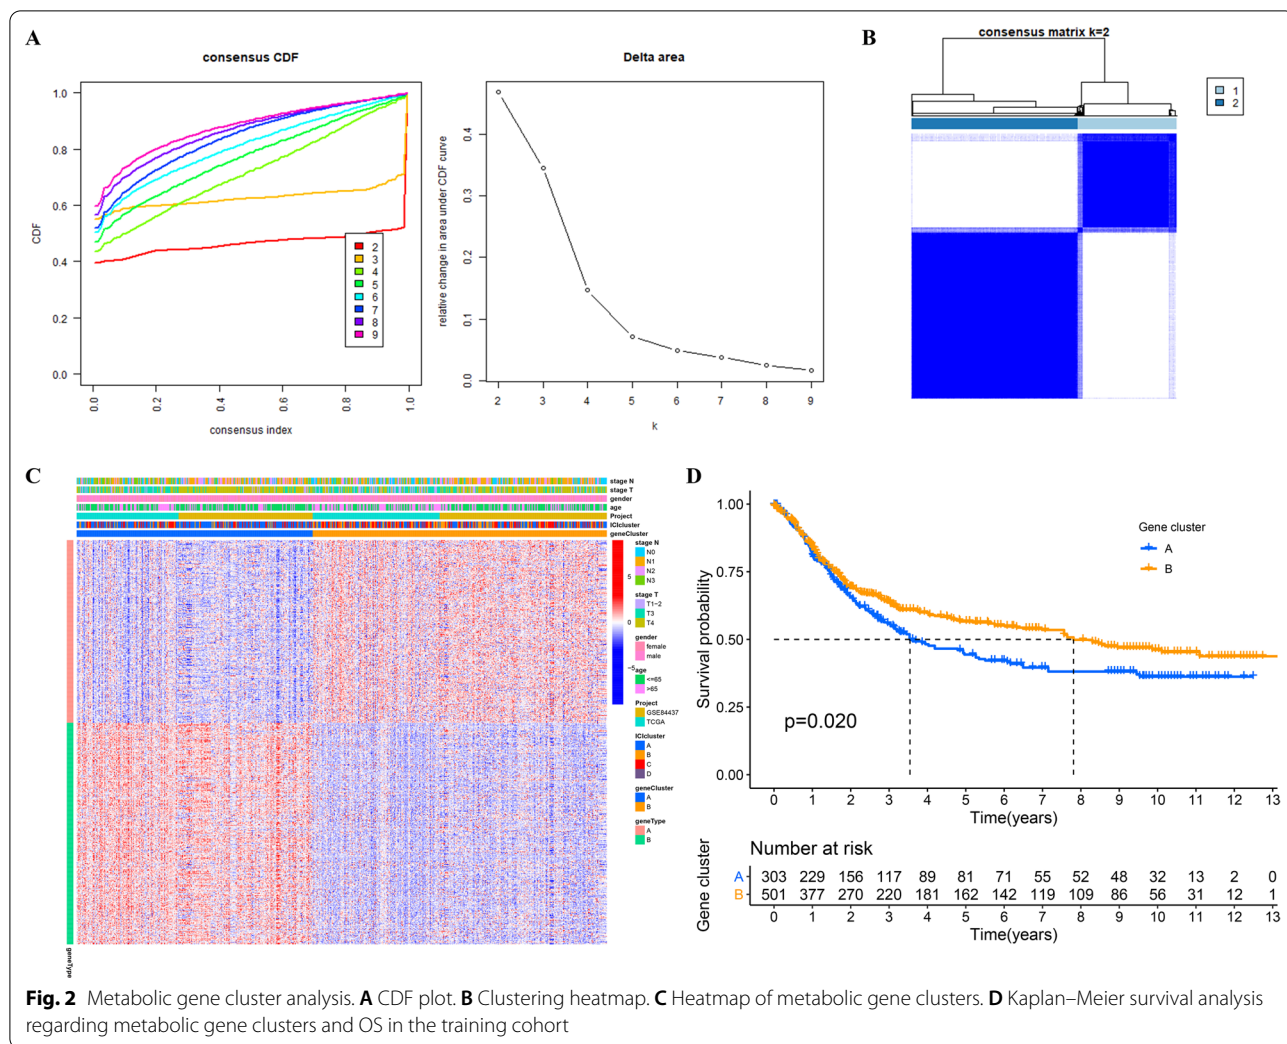 A
consensus CDF
CDF
1.0
0.8
0.6
0.4
0.2
0.0
2
3
4
5
6
7
8
9
0.0 0.2 0.4 0.6 0.8 1.0
consensus index
Delta area
relative change in area under CDF curve
0.4
0.3
0.2
0.1
0.0
2 3 4 5 6 7 8 9
k
B
consensus matrix k=2
1
2
C
stage N
stage T
gender
age
Project
ICIcluster
geneCluster
5
0
−5
stage N
N0
N1
N2
N3
stage T
T1−2
T3
T4
gender
female
male
age
<=65
>65
Project
GSE84437
TCGA
ICIcluster
A
B
C
D
geneCluster
A
B
geneType
A
B
geneType
D
Survival probability
1.00
0.75
0.50
0.25
0.00
Gene cluster
A
B
p=0.020
0 1 2 3 4 5 6 7 8 9 10 11 12 13
Time(years)
Number at risk
Gene cluster
A 303 229 156 117 89 81 71 55 52 48 32 13 2 0
B 501 377 270 220 181 162 142 119 109 86 56 31 12 1
0 1 2 3 4 5 6 7 8 9 10 11 12 13
Time(years)
Fig. 2 Metabolic gene cluster analysis. A CDF plot. B Clustering heatmap. C Heatmap of metabolic gene clusters. D Kaplan–Meier survival analysis
regarding metabolic gene clusters and OS in the training cohort